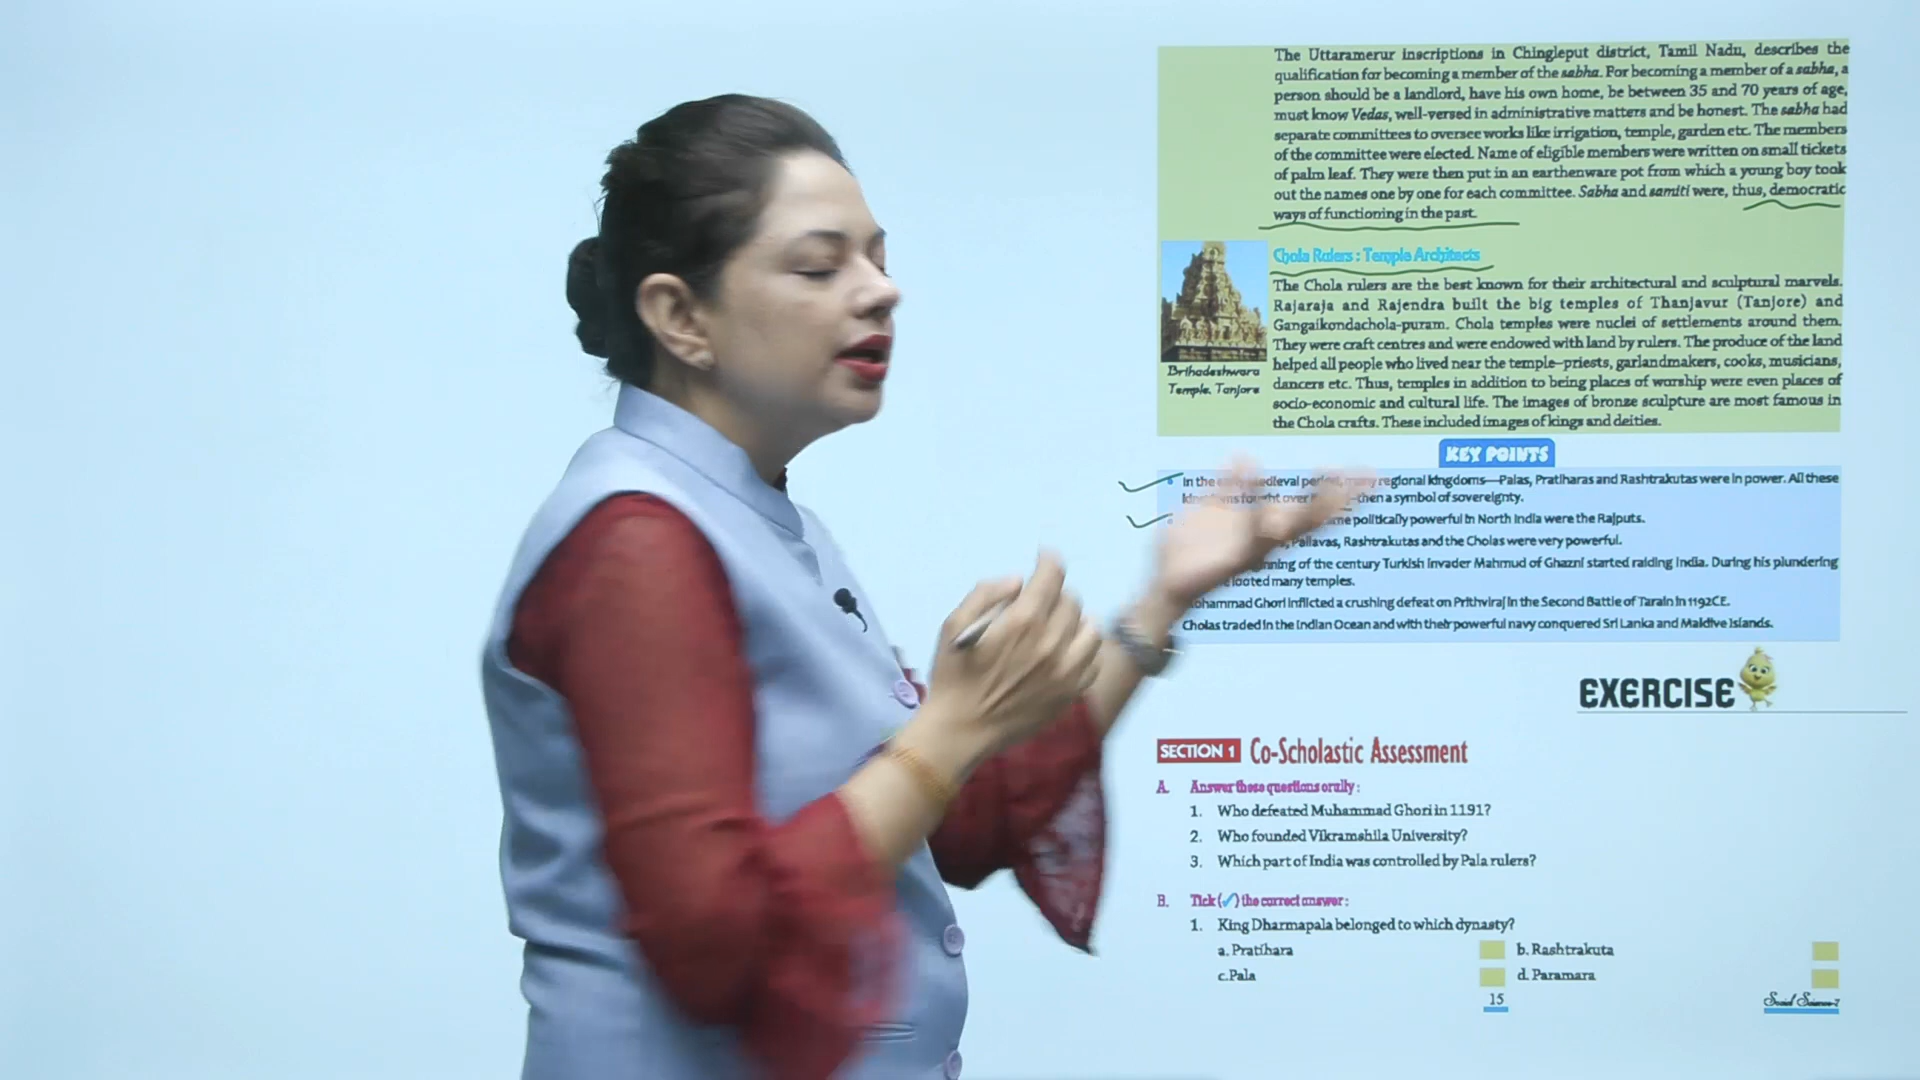 The Uttaramerur inscriptions in Chingleput district, Tamil Nadu, describes the
qualification for becoming a member of the sabha. For becoming a member of a sabha, a
person should be a landlord, have his own home, be between 35 and 70 years of age,
must know Vedas, well-versed in administrative matters and be honest. The sabha had
separate committees to oversee works like irrigation, temple, garden etc. The members
of the committee were elected. Name of eligible members were written on small tickets
of palm leaf. They were then put in an earthenware pot from which a young boy took
out the names one by one for each committee. Sabha and samiti were, thus, democratic
ways of functioning in the past.
Chola Rulers : Temple Architects
The Chola rulers are the best known for their architectural and sculptural marvels.
Rajaraja and Rajendra built the big temples of Thanjavur (Tanjore) and
Gangaikondachola-puram. Chola temples were nuclei of settlements around them.
They were craft centres and were endowed with land by rulers. The produce of the land
helped all people who lived near the temple–priests, garlandmakers, cooks, musicians,
dancers etc. Thus, temples in addition to being places of worship were even places of
socio-economic and cultural life. The images of bronze sculpture are most famous in
the Chola crafts. These included images of kings and deities.
Brihadeshwara
Temple, Tanjore
KEY POINTS
In the medieval many regional kingdoms—Palas, Pratiharas and Rashtrakutas were in power. All these
fought over then a symbol of sovereignty.
politically powerful in North India were the Rajputs.
Pallavas, Rashtrakutas and the Cholas were very powerful.
of the century Turkish invader Mahmud of Ghazni started raiding India. During his plundering
looted many temples.
Mohammad Ghori inflicted a crushing defeat on Prithviraj in the Second Battle of Tarain in 1192CE.
Cholas traded in the Indian Ocean and with their powerful navy conquered Sri Lanka and Maldive Islands.
EXERCISE
SECTION 1 Co-Scholastic Assessment
A. Answer these questions orally :
1. Who defeated Muhammad Ghori in 1191?
2. Who founded Vikramshila University?
3. Which part of India was controlled by Pala rulers?
B. Tick (✓) the correct answer :
1. King Dharmapala belonged to which dynasty?
a. Pratihara b. Rashtrakuta
c.Pala d. Paramara
15 Social Science-7